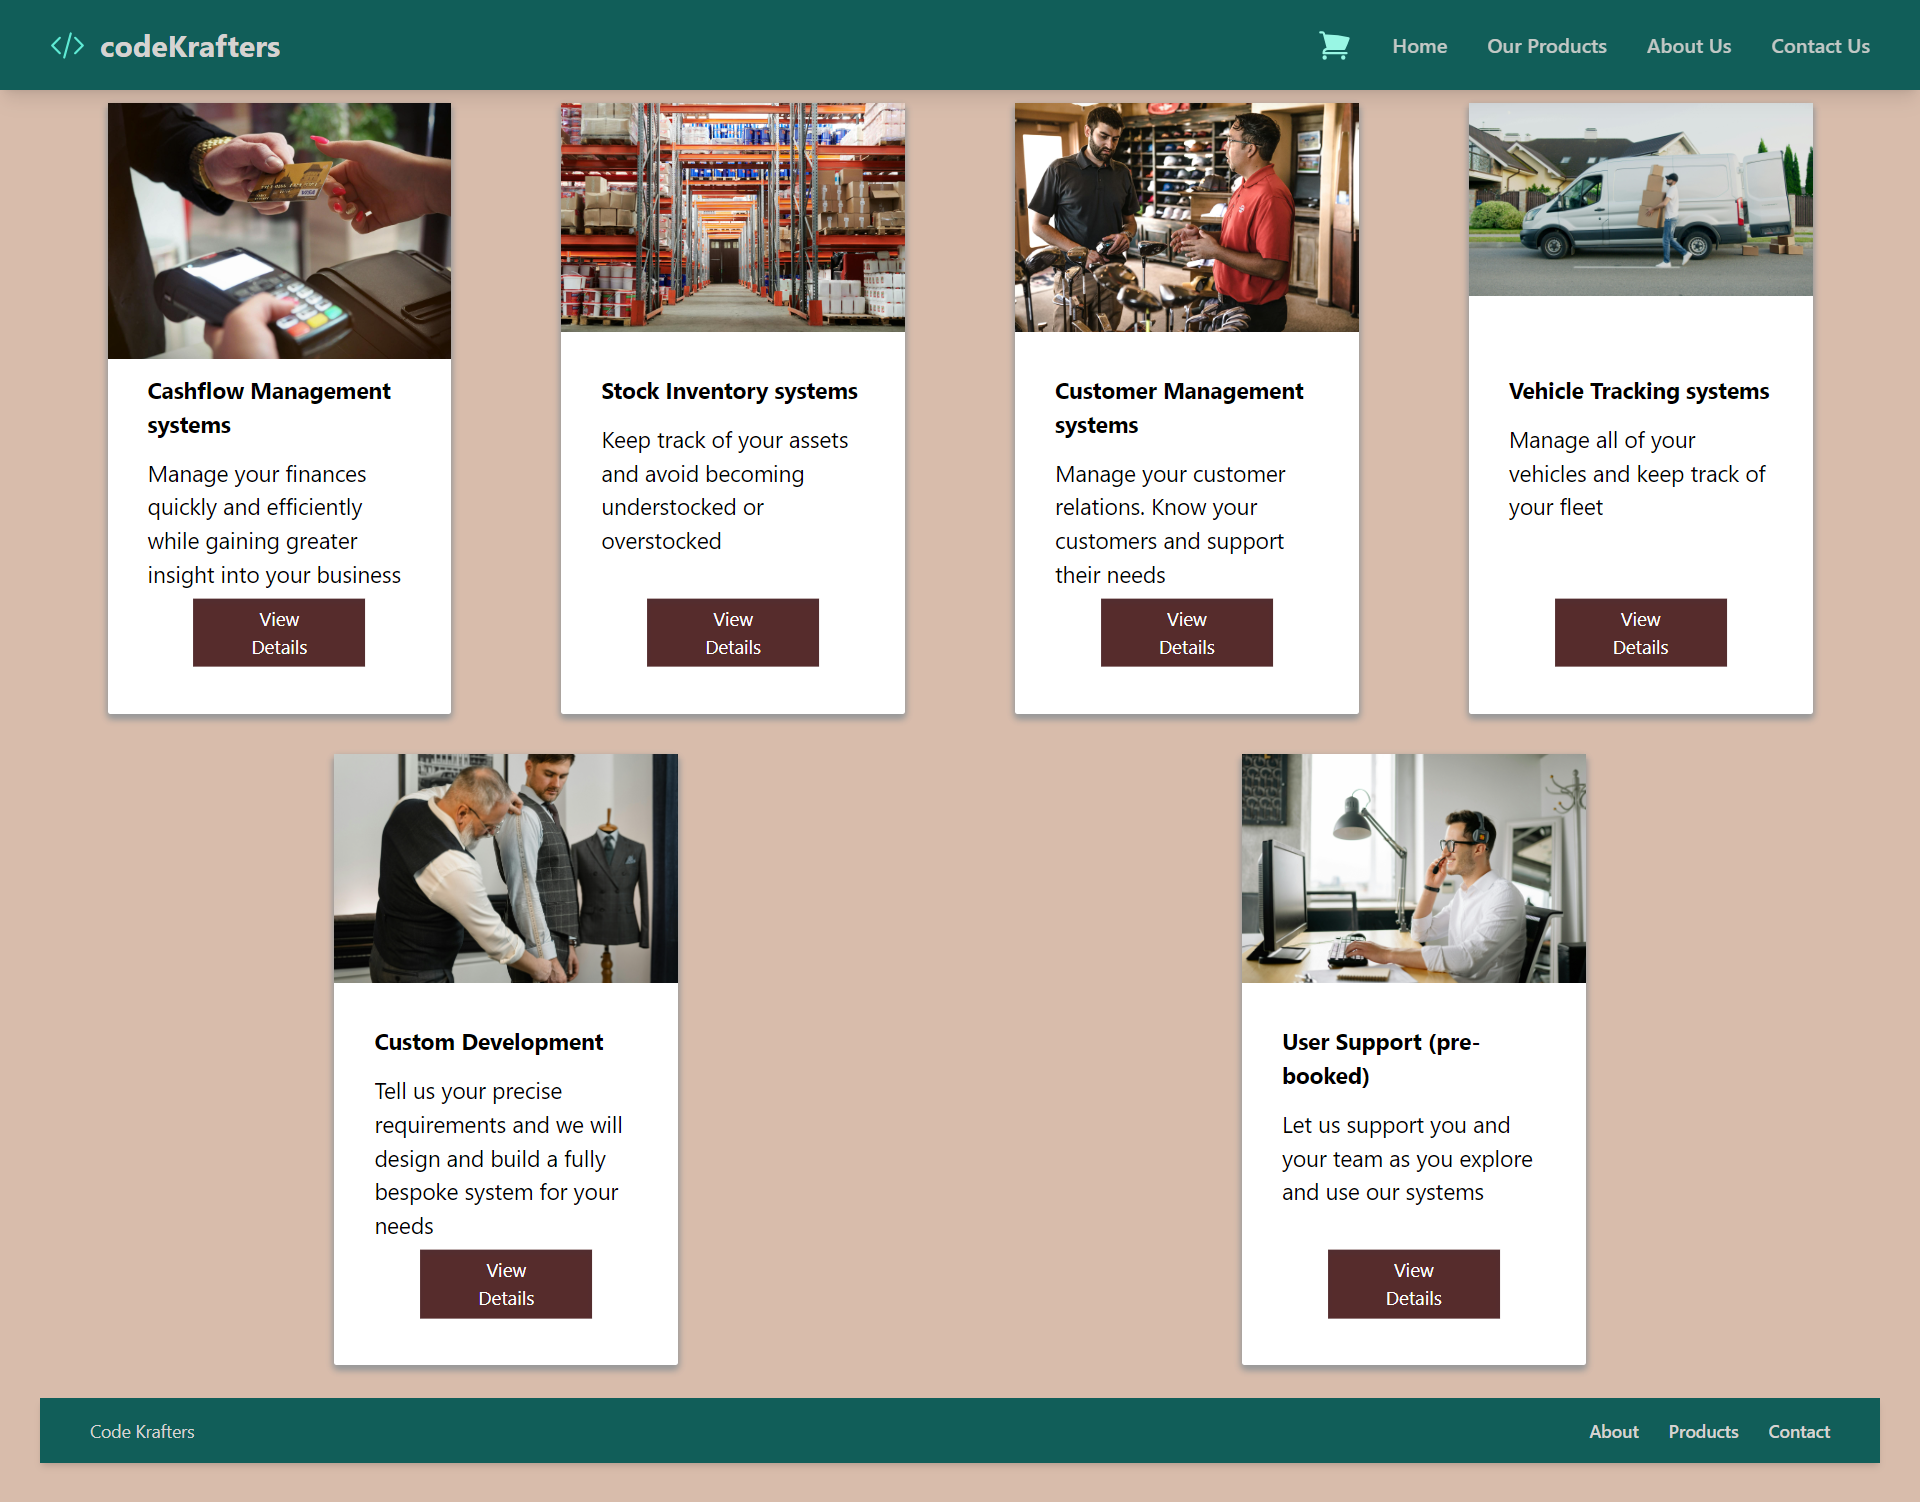 </> codeKrafters
Home
Our Products
About Us
Contact Us
VISA
Cashflow Management
systems
Manage your finances
quickly and efficiently
while gaining greater
insight into your business
View
Details
Stock Inventory systems
Keep track of your assets
and avoid becoming
understocked or
overstocked
View
Details
Customer Management
systems
Manage your customer
relations. Know your
customers and support
their needs
View
Details
Vehicle Tracking systems
Manage all of your
vehicles and keep track of
your fleet
View
Details
Custom Development
Tell us your precise
requirements and we will
design and build a fully
bespoke system for your
needs
View
Details
User Support (pre-
booked)
Let us support you and
your team as you explore
and use our systems
View
Details
Code Krafters
About
Products
Contact